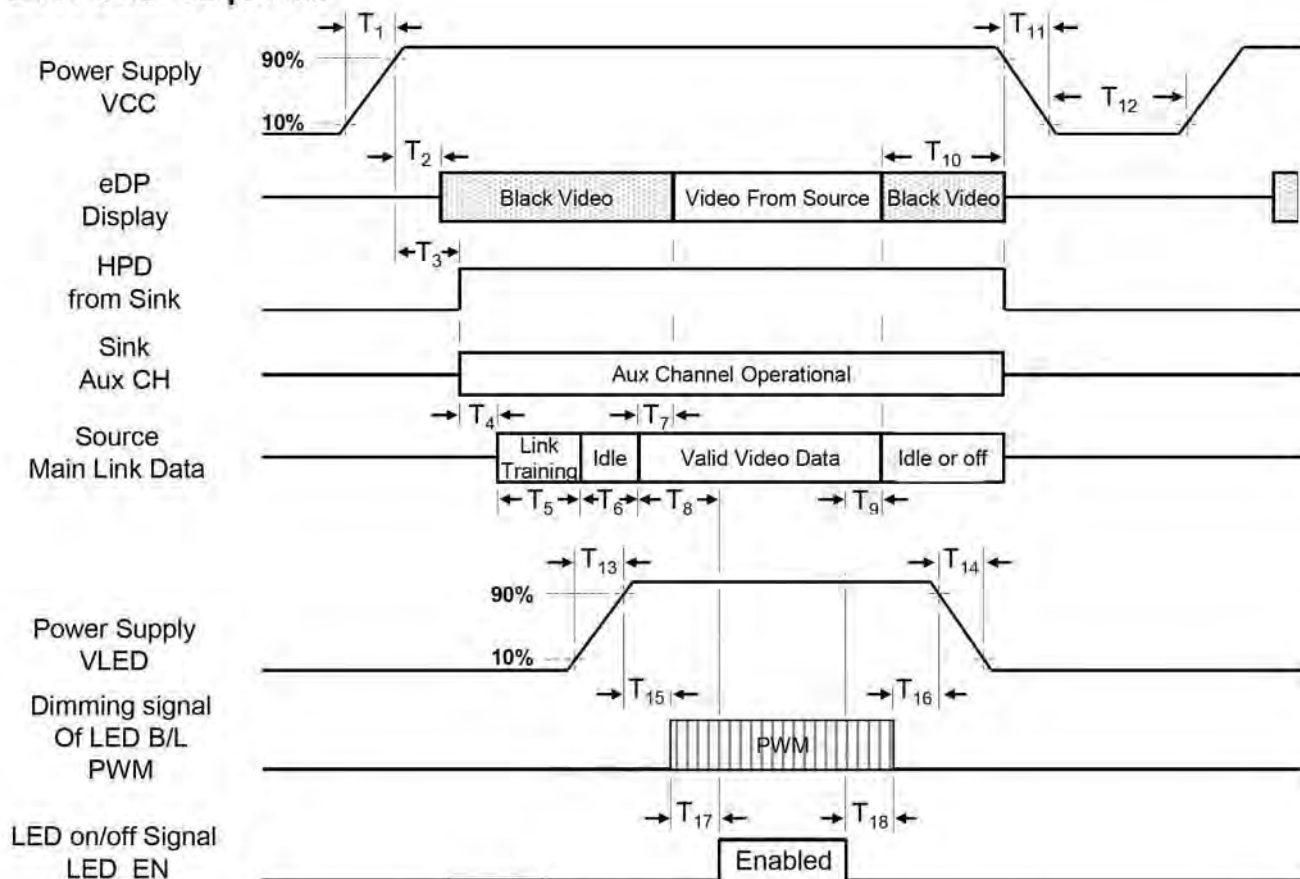 T1
T11
90%
Power Supply
VCC
T12
10%
T2
T10
eDP
Display
Black Video
Video From Source
Black Video
T3
HPD
from Sink
Sink
Aux CH
Aux Channel Operational
T4
T7
Source
Main Link Data
Link
Training
Idle
Valid Video Data
Idle or off
T5
T6
T8
T9
T13
T14
90%
Power Supply
VLED
10%
T15
T16
Dimming signal
Of LED B/L
PWM
PWM
T17
T18
LED on/off Signal
LED_EN
Enabled